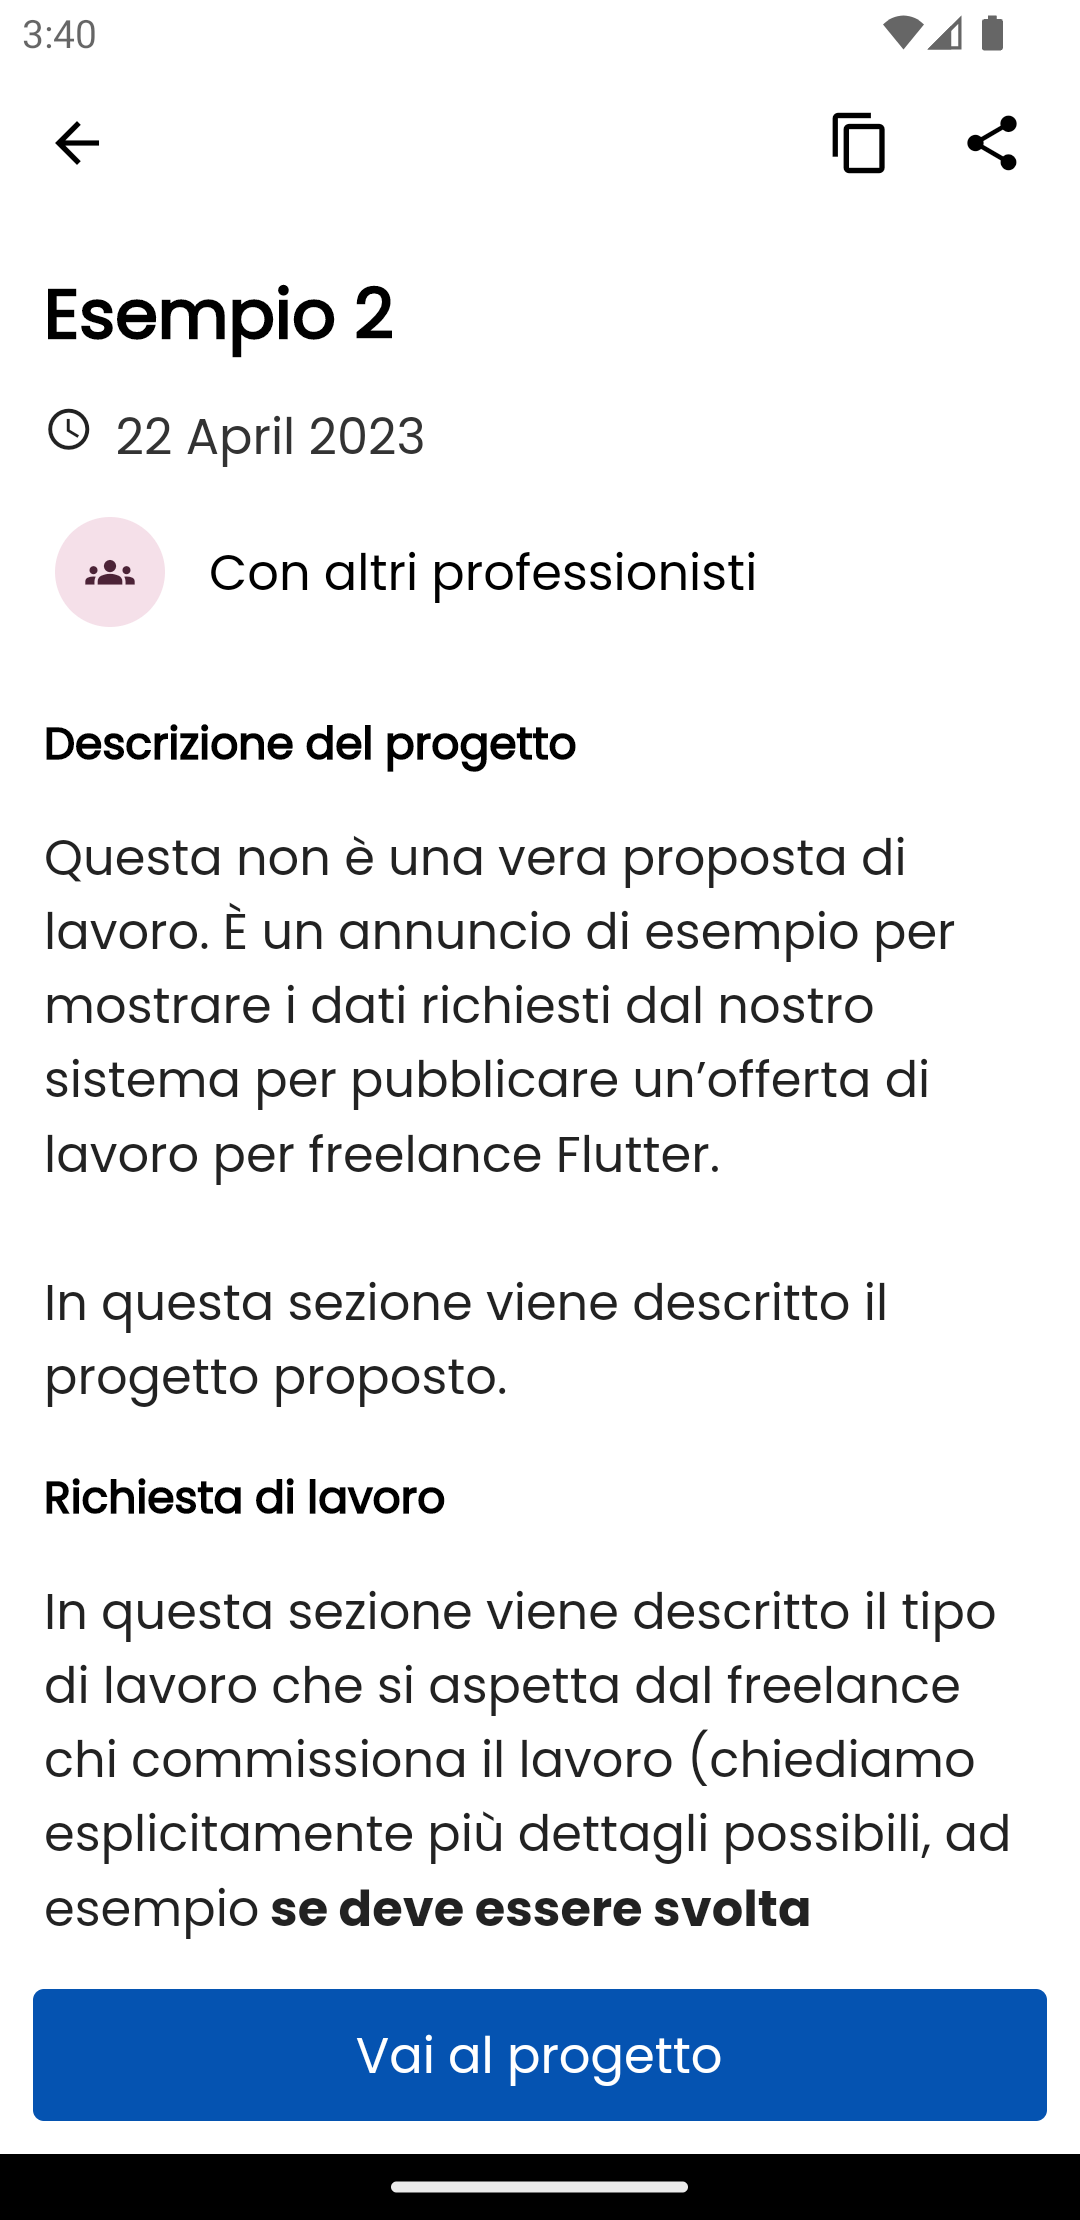 3:40
Esempio 2
22 April 2023
Con altri professionisti
Descrizione del progetto
Questa non è una vera proposta di
lavoro. È un annuncio di esempio per
mostrare i dati richiesti dal nostro
sistema per pubblicare un’offerta di
lavoro per freelance Flutter.
In questa sezione viene descritto il
progetto proposto.
Richiesta di lavoro
In questa sezione viene descritto il tipo
di lavoro che si aspetta dal freelance
chi commissiona il lavoro (chiediamo
esplicitamente più dettagli possibili, ad
esempio se deve essere svolta
Vai al progetto